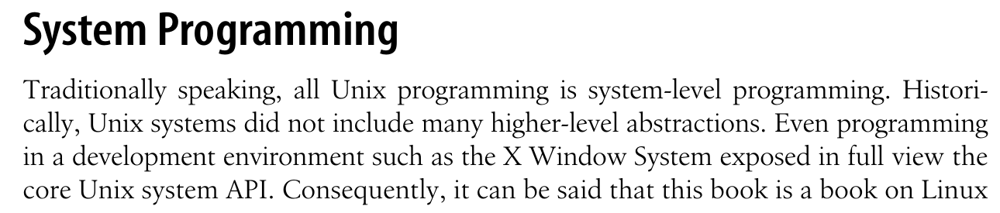 System Programming
Traditionally speaking, all Unix programming is system-level programming. Histori-
cally, Unix systems did not include many higher-level abstractions. Even programming
in a development environment such as the X Window System exposed in full view the
core Unix system API. Consequently, it can be said that this book is a book on Linux